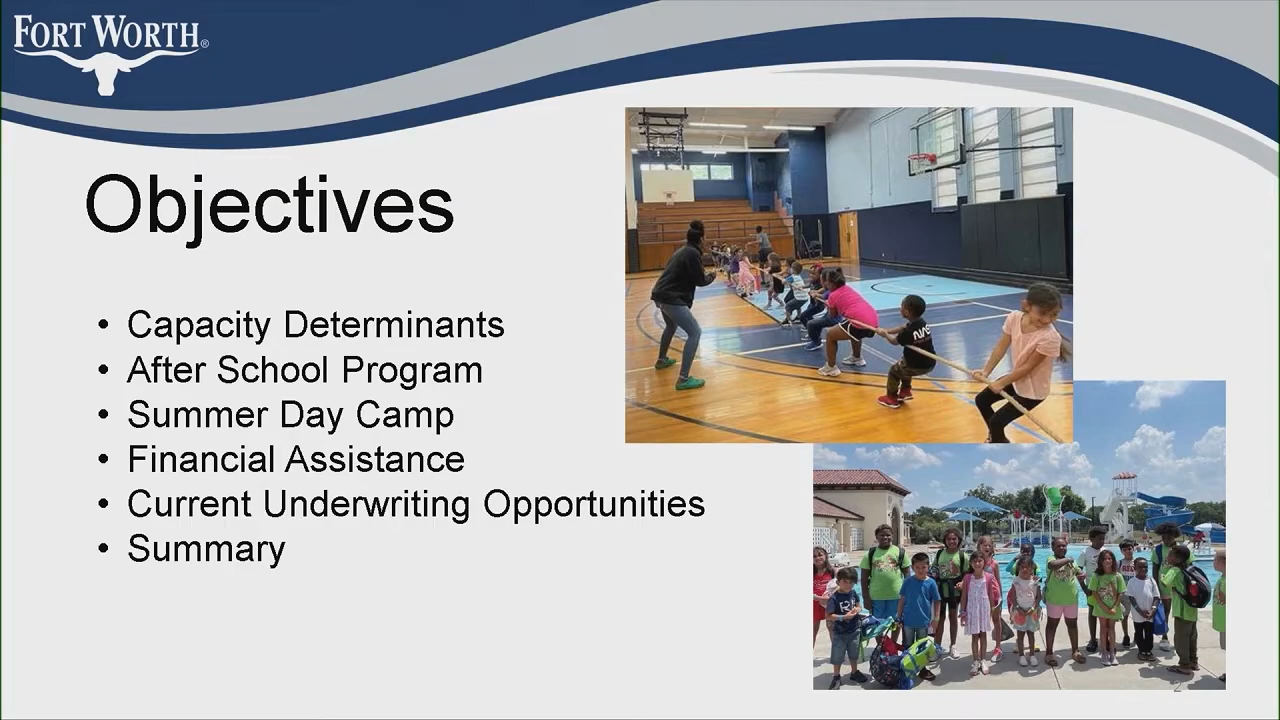 FORT WORTH®
Objectives
• Capacity Determinants
• After School Program
• Summer Day Camp
• Financial Assistance
• Current Underwriting Opportunities
• Summary